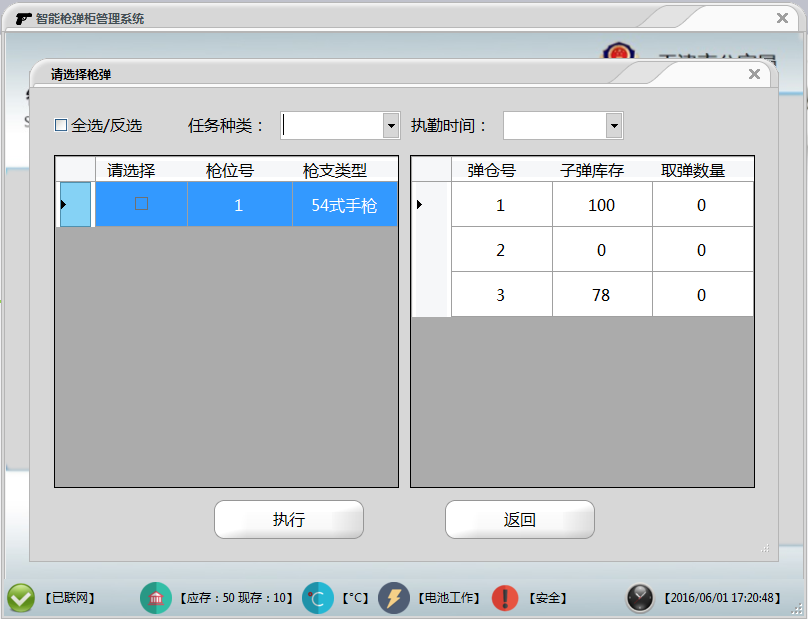 智能枪弹柜管理系统
请选择枪弹
全选/反选 任务种类： 执勤时间：
请选择 枪位号 枪支类型 弹仓号 子弹库存 取弹数量
1 54式手枪 1 100 0
2 0 0
3 78 0
执行 返回
【已联网】 【应存：50 现存：10】 【°C】 【电池工作】 【安全】 【2016/06/01 17:20:48】